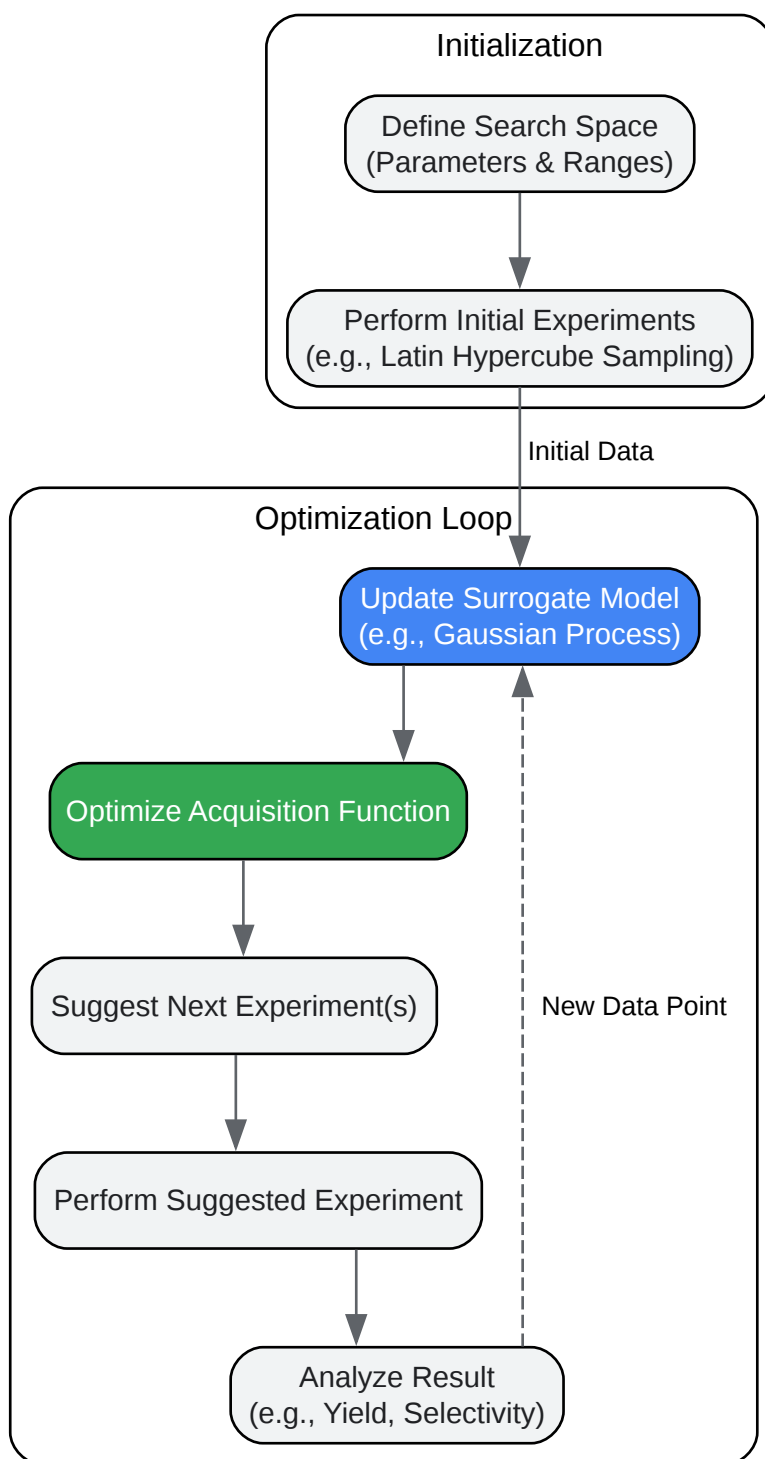 Initialization
Define Search Space
(Parameters & Ranges)
Perform Initial Experiments
(e.g., Latin Hypercube Sampling)
Initial Data
Optimization Loop
Update Surrogate Model
(e.g., Gaussian Process)
Optimize Acquisition Function
Suggest Next Experiment(s)
New Data Point
Perform Suggested Experiment
Analyze Result
(e.g., Yield, Selectivity)